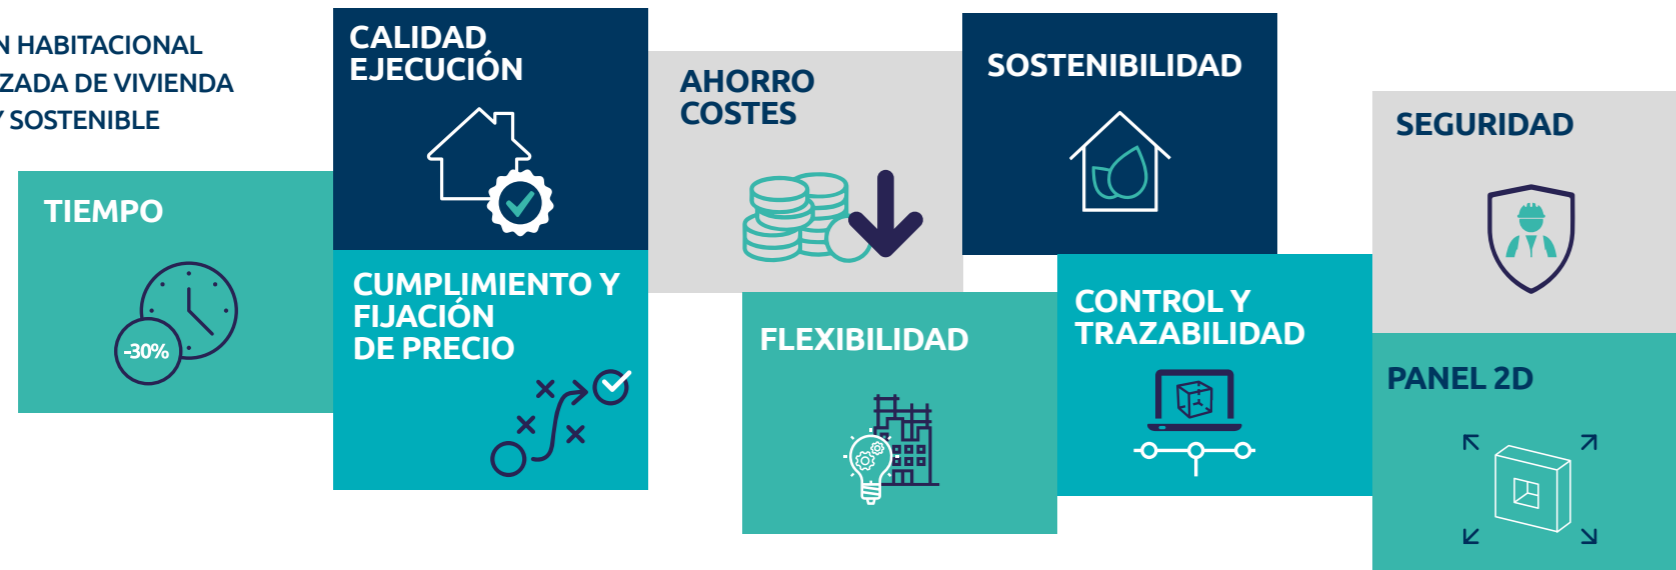 N HABITACIONAL
ZADA DE VIVIENDA
Y SOSTENIBLE
TIEMPO
-30%
CALIDAD
EJECUCIÓN
CUMPLIMIENTO Y
FIJACIÓN
DE PRECIO
AHORRO
COSTES
FLEXIBILIDAD
SOSTENIBILIDAD
CONTROL Y
TRAZABILIDAD
SEGURIDAD
PANEL 2D